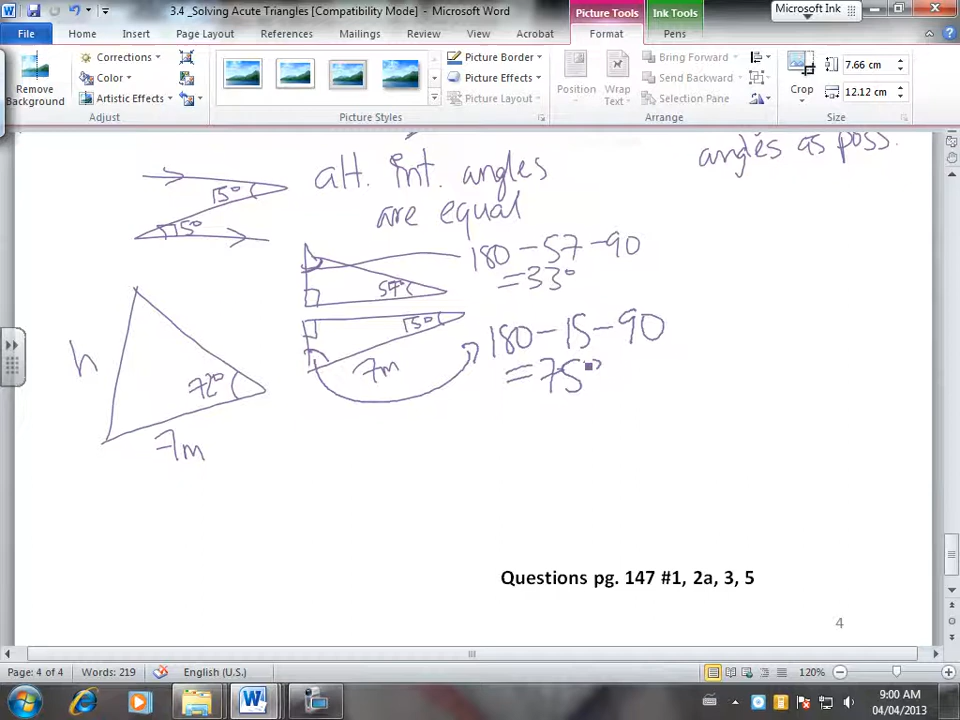 3.4 _Solving Acute Triangles [Compatibility Mode] - Microsoft Word
Picture Tools
Ink Tools
Microsoft Ink
File
Home
Insert
Page Layout
References
Mailings
Review
View
Acrobat
Format
Pens
Remove Background
Corrections
Color
Artistic Effects
Adjust
Picture Styles
Picture Border
Picture Effects
Picture Layout
Position
Wrap Text
Bring Forward
Send Backward
Selection Pane
Arrange
Crop
7.66 cm
12.12 cm
Size
angles as poss.
15°
15°
alt. int. angles
are equal
57°
180 - 57 - 90
= 33°
15°
7m
180 - 15 - 90
= 75°
h
72°
7m
Questions pg. 147 #1, 2a, 3, 5
4
Page: 4 of 4
Words: 219
English (U.S.)
120%
9:00 AM
04/04/2013